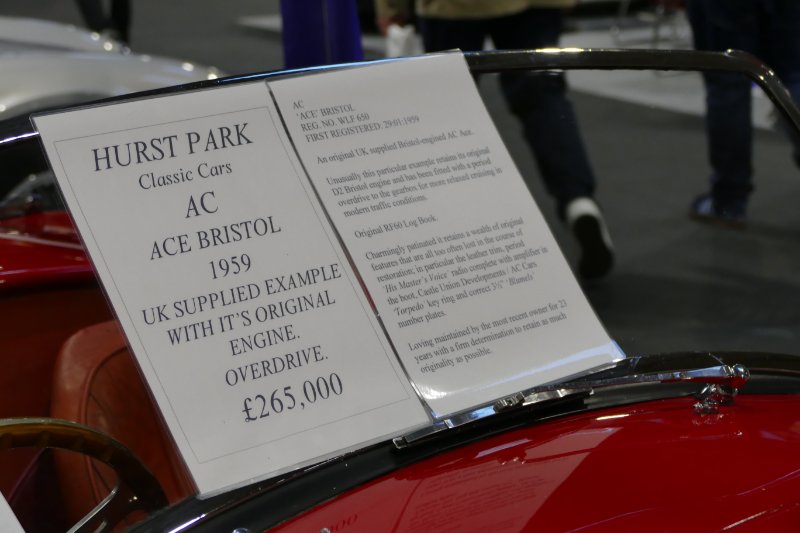 HURST PARK
Classic Cars
AC
ACE BRISTOL
1959
UK SUPPLIED EXAMPLE
WITH IT'S ORIGINAL
ENGINE.
OVERDRIVE.
£265,000
AC
'ACE' BRISTOL
REG. NO. WLF 650
FIRST REGISTERED: 29:01:1959
An original UK supplied Bristol-engined AC Ace.
Unusually this particular example retains its original
'D2 Bristol engine and has been fitted with a period
overdrive to the gearbox for more relaxed cruising in
modern traffic conditions.
Original RF60 Log Book.
Charmingly patinated it retains a wealth of original
features that are all too often lost in the course of
restoration; in particular the leather trim, period
'His Master's Voice' radio complete with amplifier in
the boot, Castle Union Developments / AC Cars
'Torpedo' key ring and correct 3½" 'Bluemels'
number plates.
Loving maintained by the most recent owner for 23
years with a firm determination to retain as much
originality as possible.